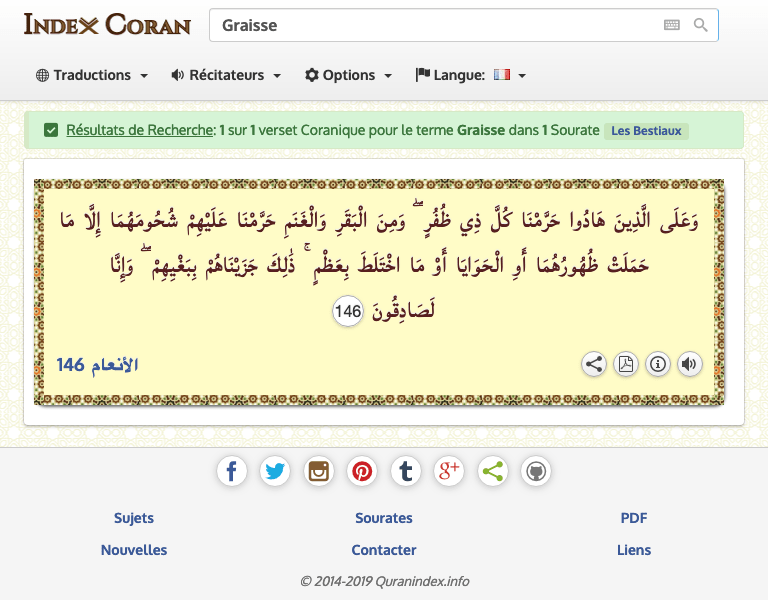 INDEX CORAN
Graisse
Traductions
Récitateurs
Options
Langue:
Résultats de Recherche: 1 sur 1 verset Coranique pour le terme Graisse dans 1 Sourate Les Bestiaux
وَعَلَى الَّذِينَ هَادُوا حَرَّمْنَا كُلَّ ذِي ظُفُرٍ ۖ وَمِنَ الْبَقَرِ وَالْغَنَمِ حَرَّمْنَا عَلَيْهِمْ شُحُومَهُمَا إِلَّا مَا
حَمَلَتْ ظُهُورُهُمَا أَوِ الْحَوَايَا أَوْ مَا اخْتَلَطَ بِعَظْمٍ ۚ ذَٰلِكَ جَزَيْنَاهُمْ بِبَغْيِهِمْ ۖ وَإِنَّا
لَصَادِقُونَ 146
الأنعام 146
Sujets
Sourates
PDF
Nouvelles
Contacter
Liens
© 2014-2019 Quranindex.info